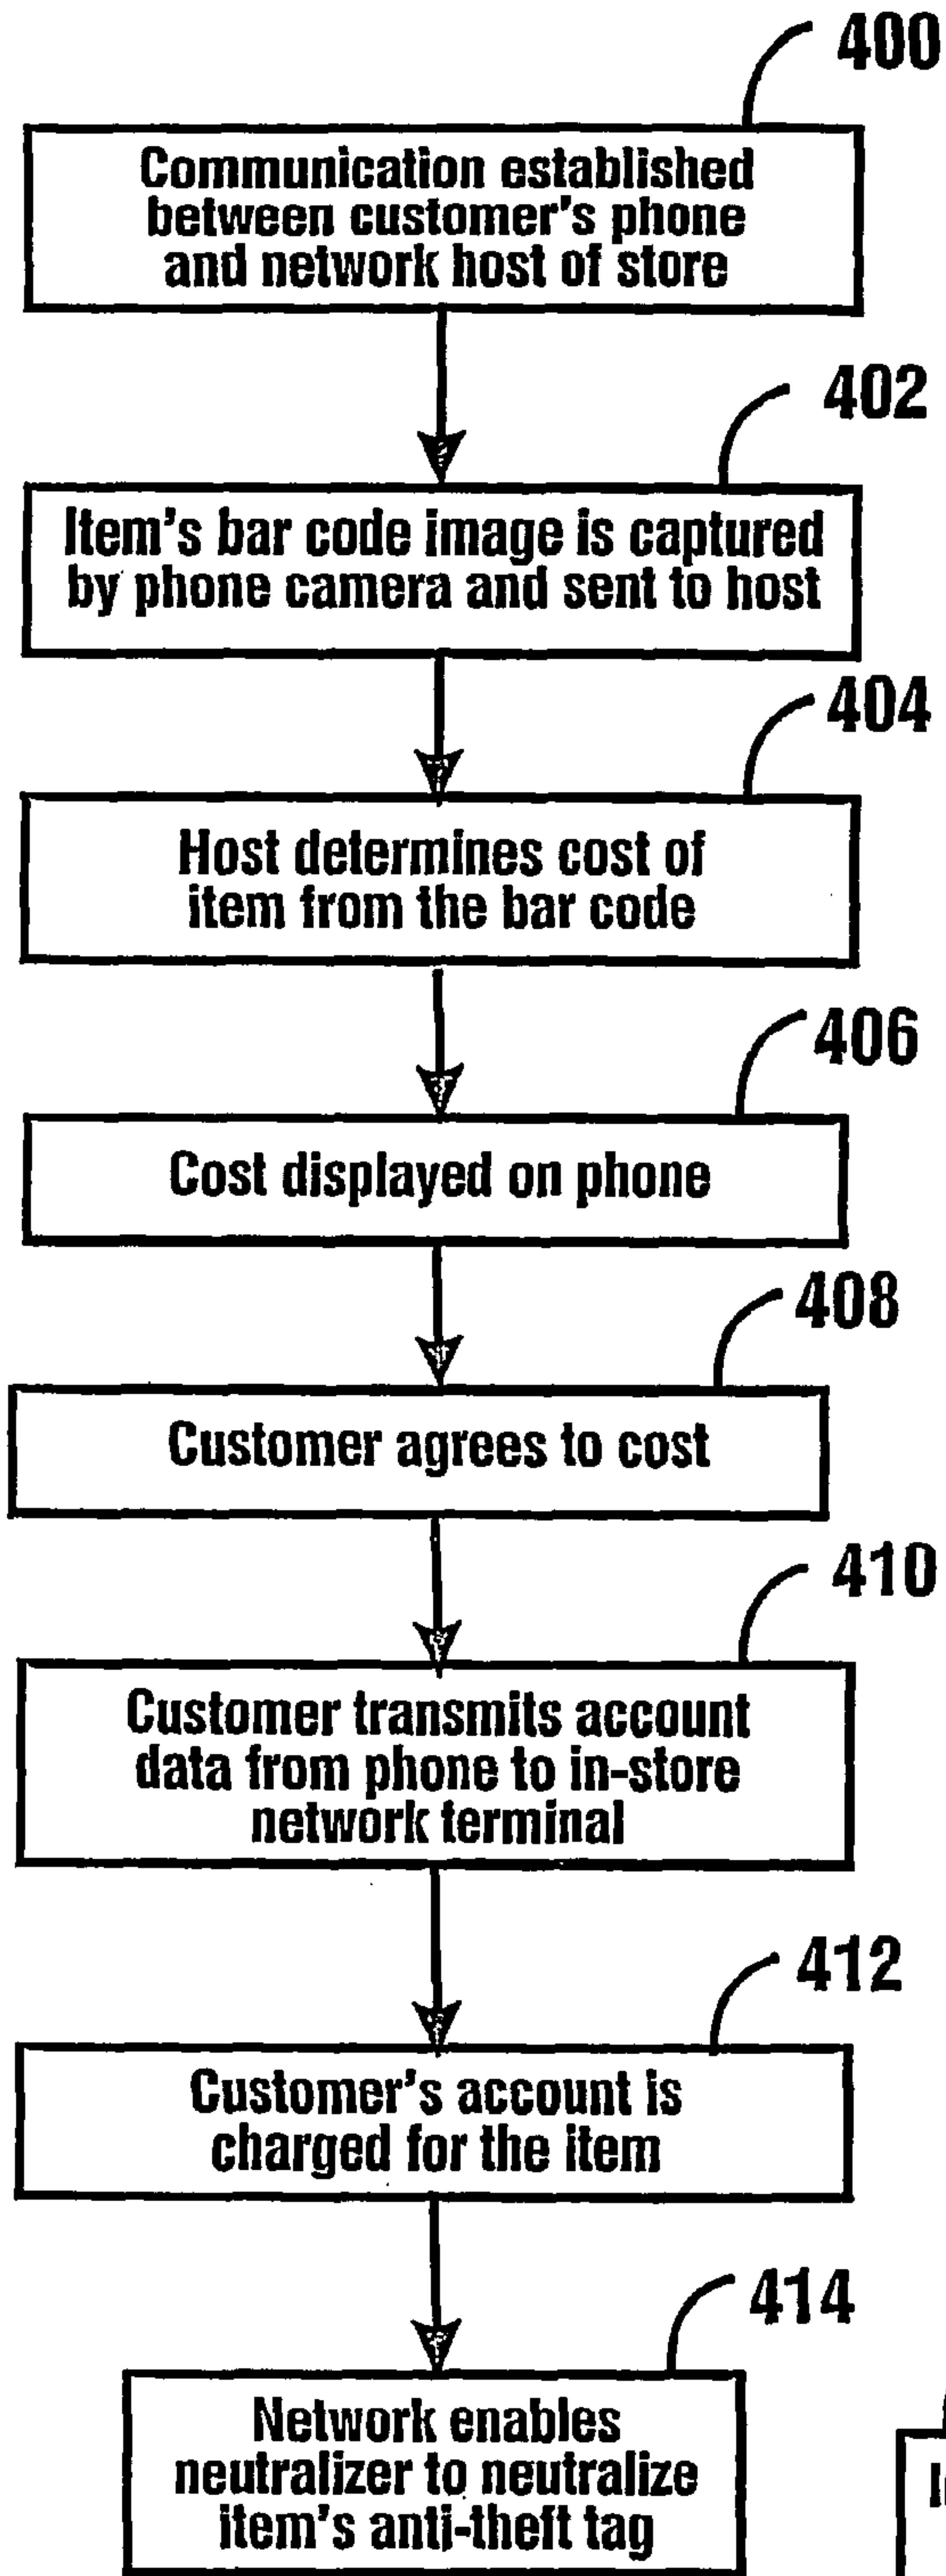 400
Communication established
between customer's phone
and network host of store
402
Item's bar code image is captured
by phone camera and sent to host
404
Host determines cost of
item from the bar code
406
Cost displayed on phone
408
Customer agrees to cost
410
Customer transmits account
data from phone to in-store
network terminal
412
Customer's account is
charged for the item
414
Network enables
neutralizer to neutralize
item's anti-theft tag